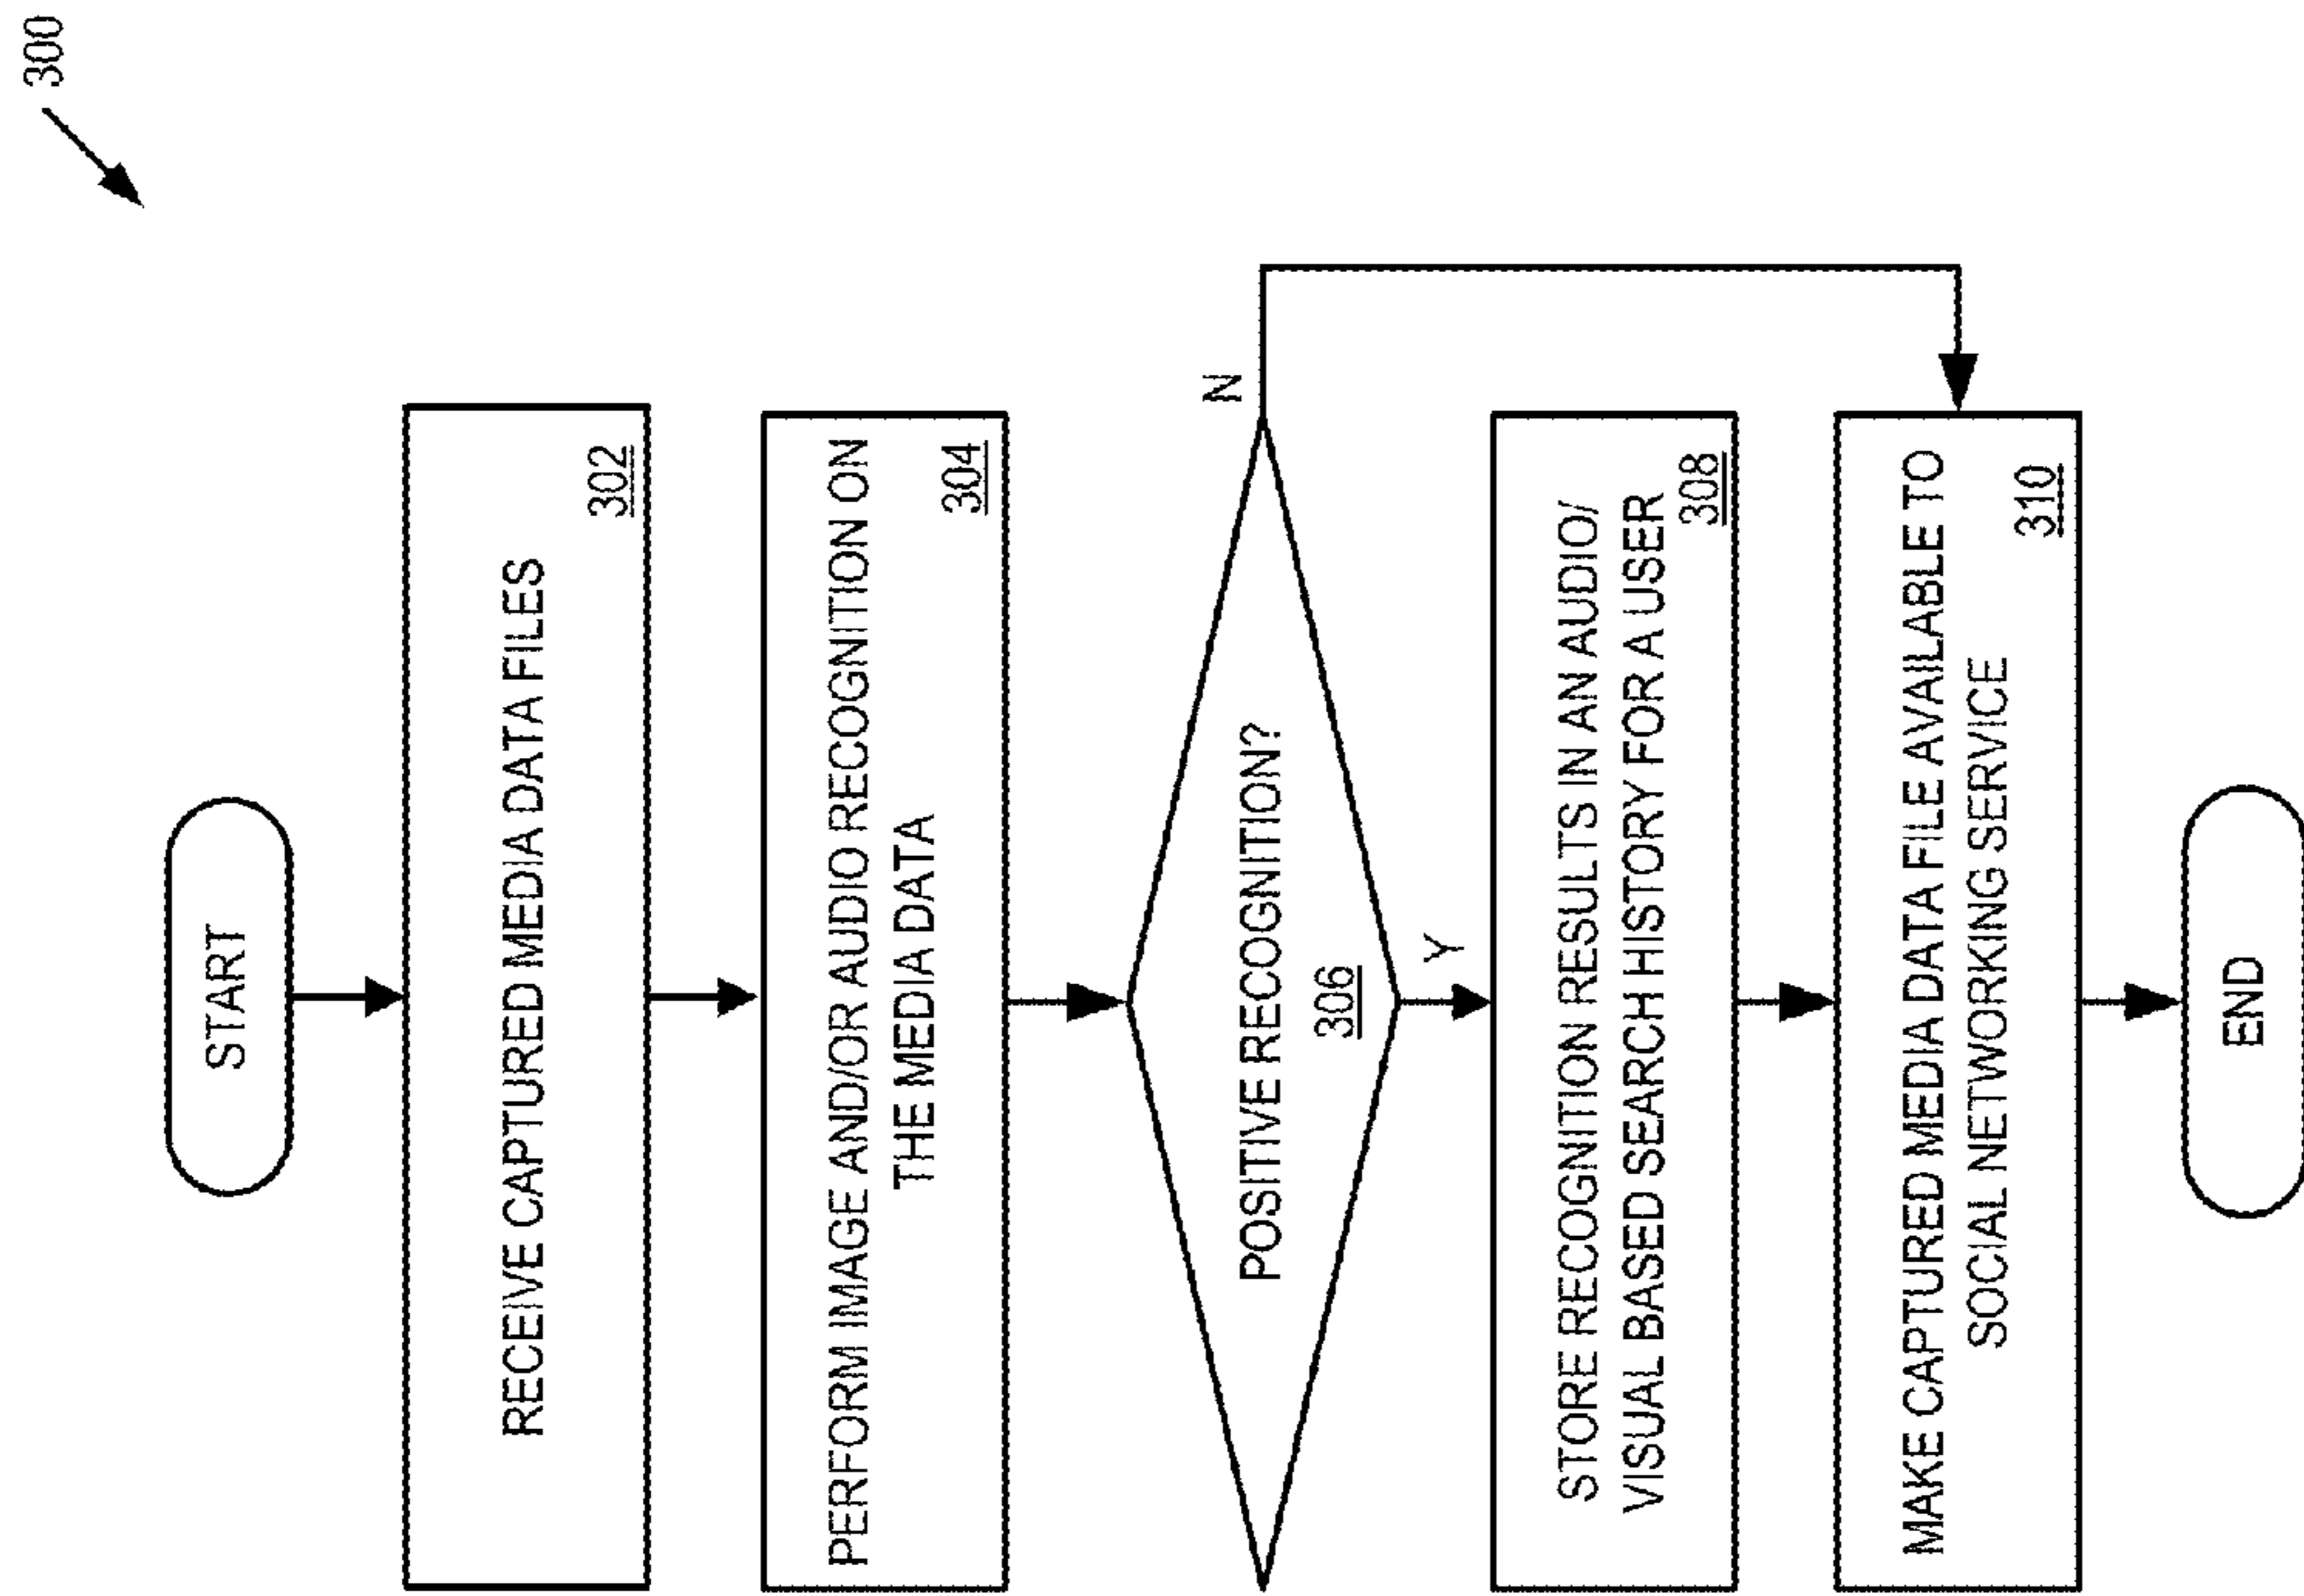 300
START
RECEIVE CAPTURED MEDIA DATA FILES
302
PERFORM IMAGE AND/OR AUDIO RECOGNITION ON
THE MEDIA DATA
304
POSITIVE RECOGNITION?
306
N
Y
STORE RECOGNITION RESULTS IN AN AUDIO/
VISUAL BASED SEARCH HISTORY FOR A USER
308
MAKE CAPTURED MEDIA DATA FILE AVAILABLE TO
SOCIAL NETWORKING SERVICE
310
END